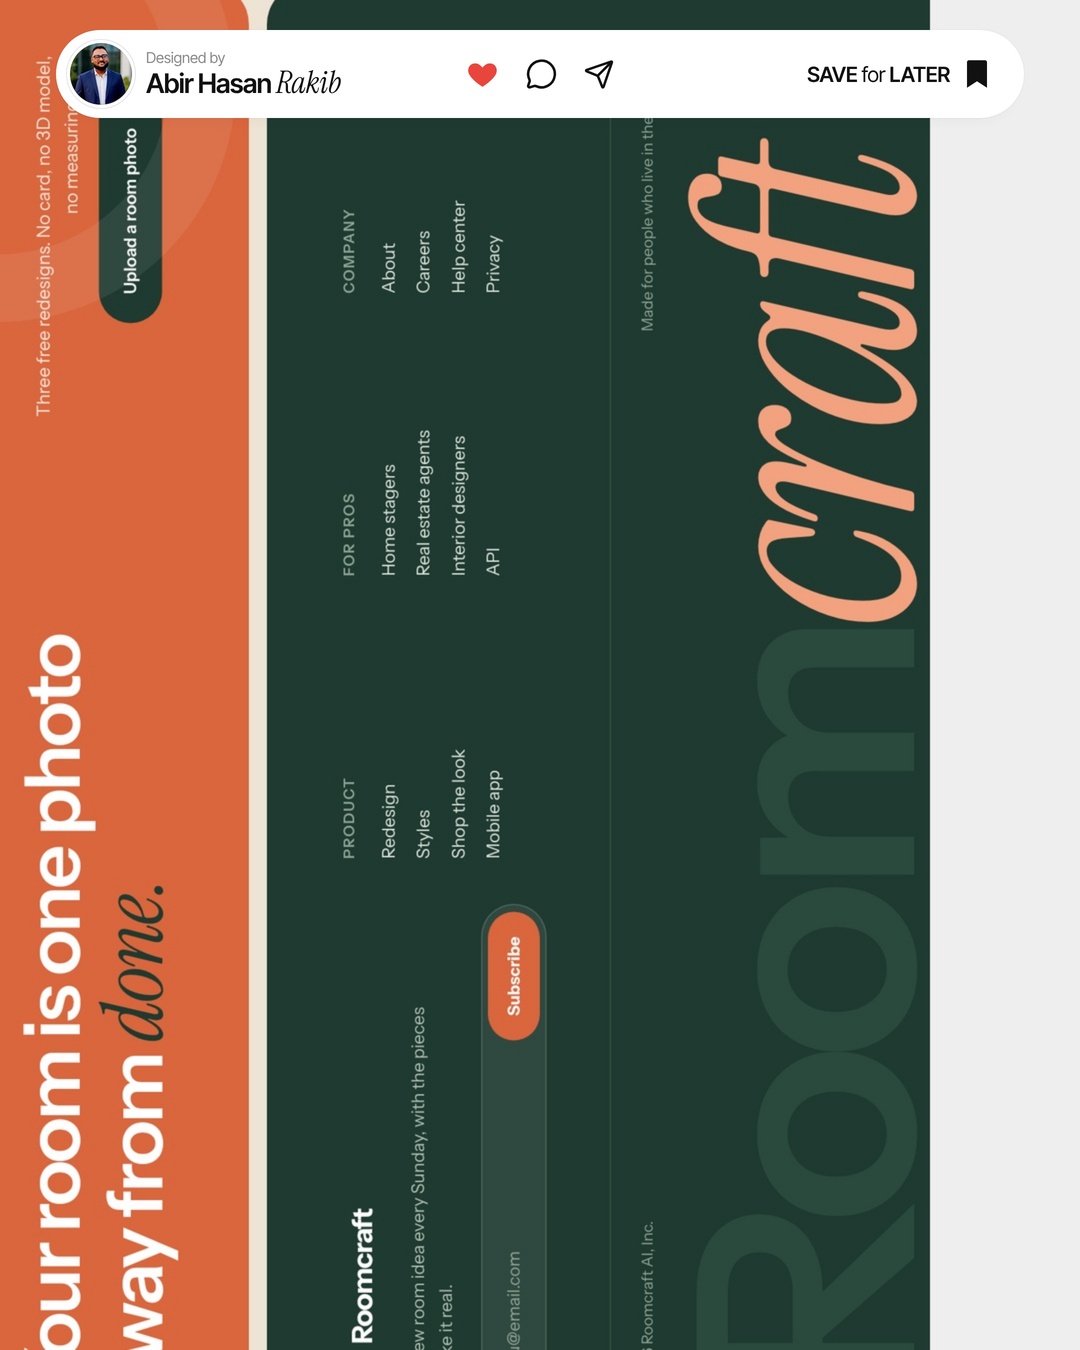 Designed by
Abir Hasan Rakib
SAVE for LATER
our room is one photo
way from done.
Three free redesigns. No card, no 3D model,
no measuring
Upload a room photo
Roomcraft
room idea every Sunday, with the pieces
it real.
@email.com
Subscribe
PRODUCT
Redesign
Styles
Shop the look
Mobile app
FOR PROS
Home stagers
Real estate agents
Interior designers
API
COMPANY
About
Careers
Help center
Privacy
Roomcraft AI, Inc.
Made for people who live in the
Roomcraft